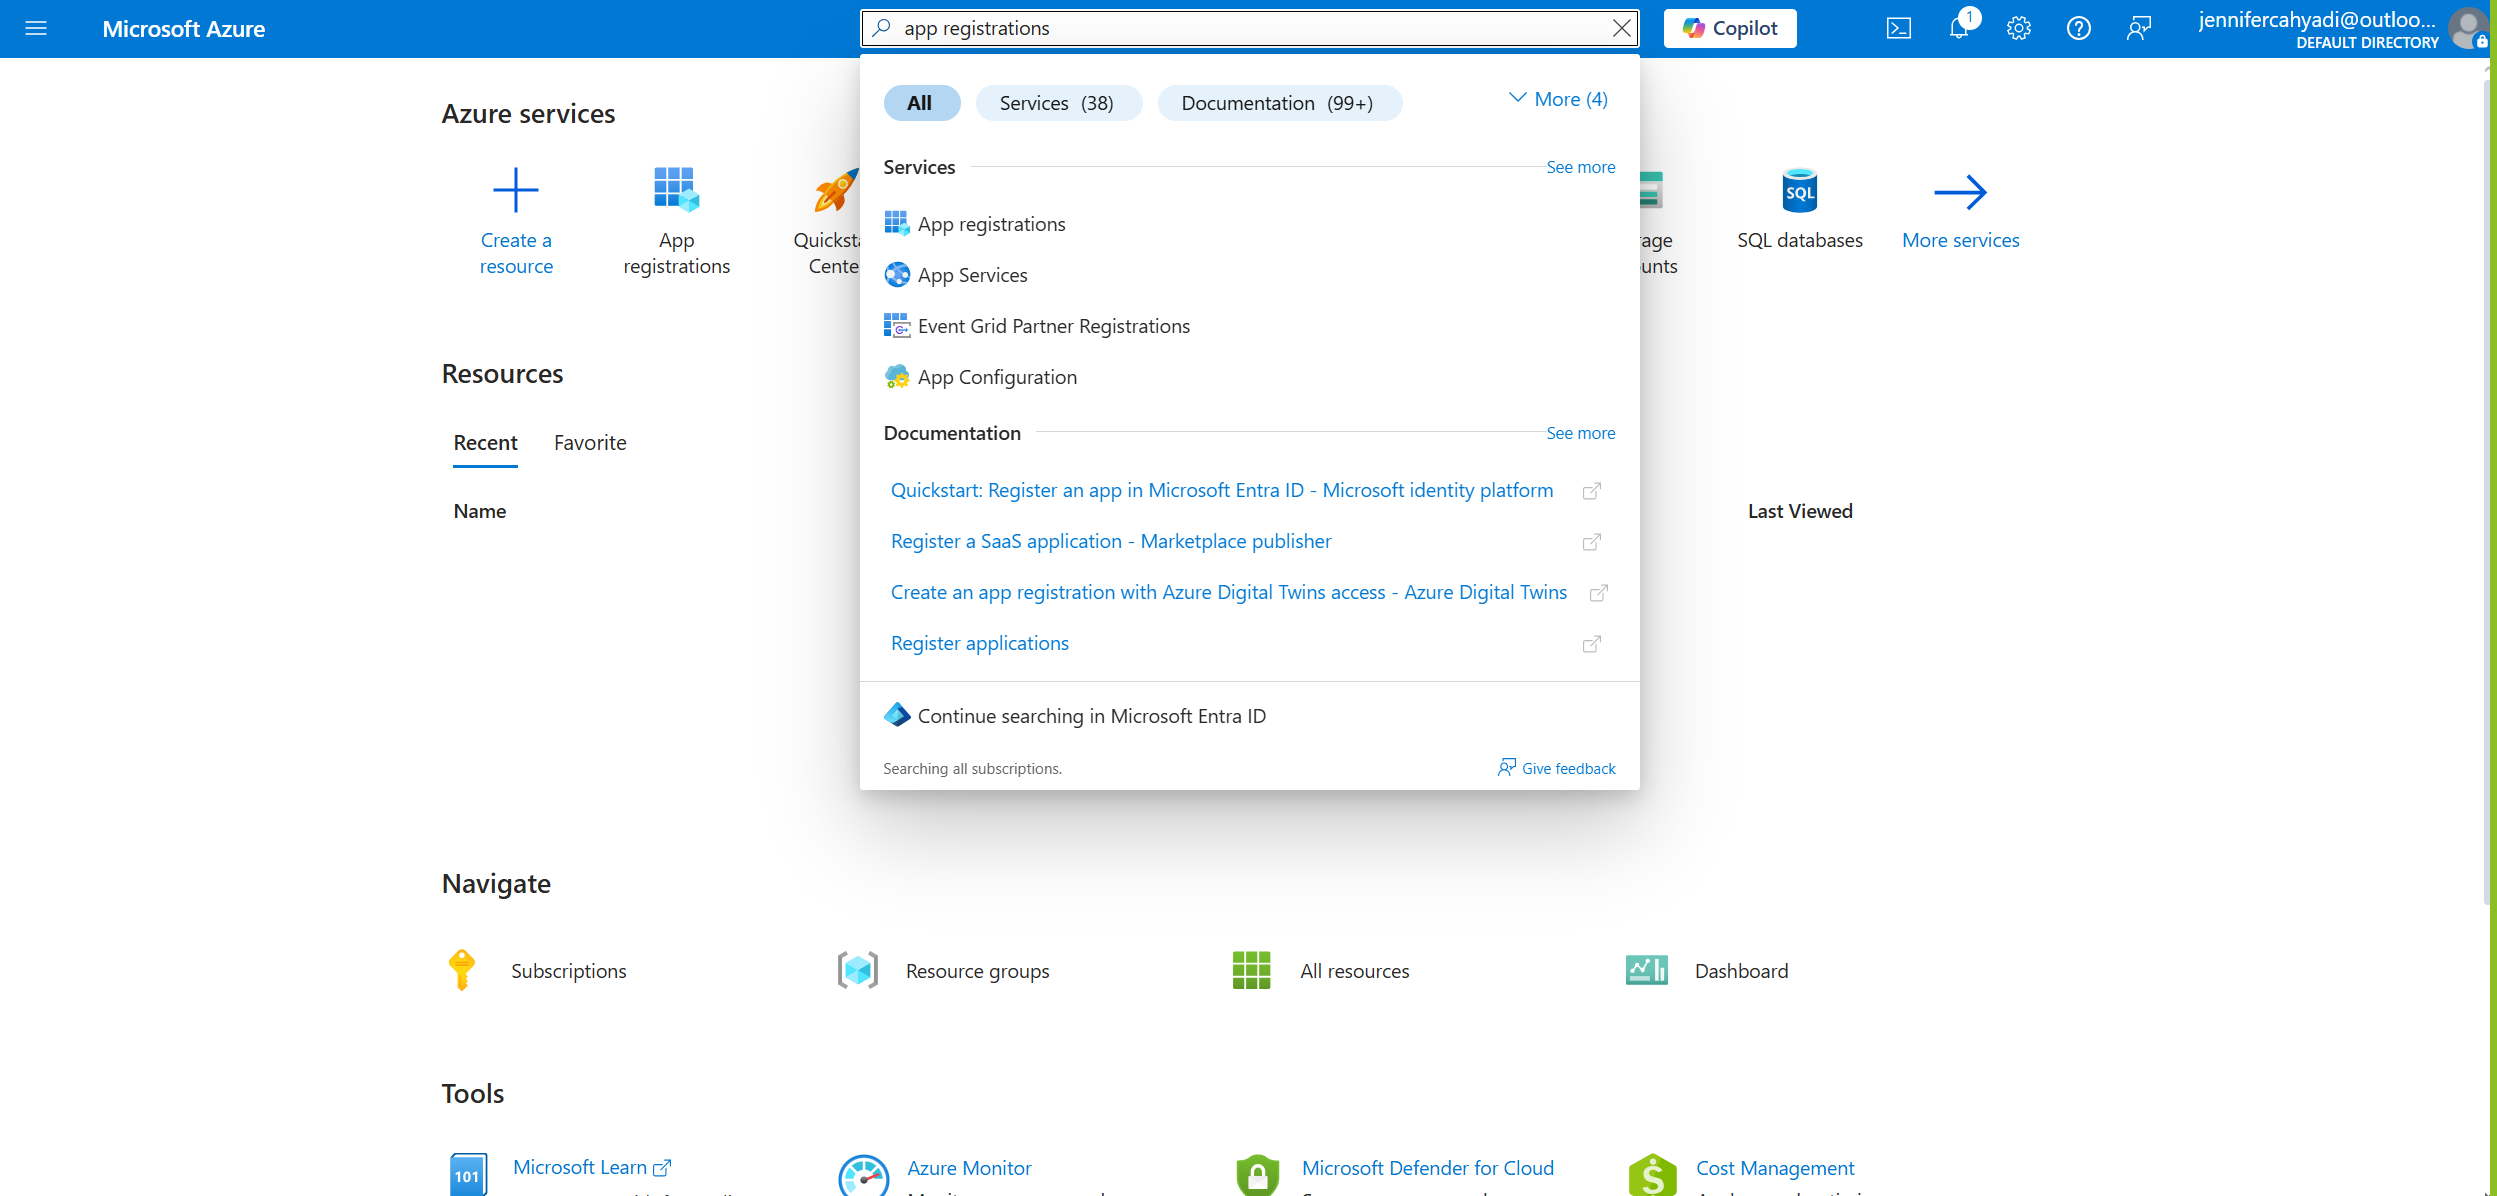 Microsoft Azure
app registrations
Copilot
1
jennifercahyadi@outloo...
DEFAULT DIRECTORY
All
Services (38)
Documentation (99+)
More (4)
Services
See more
App registrations
App Services
Event Grid Partner Registrations
App Configuration
Documentation
See more
Quickstart: Register an app in Microsoft Entra ID - Microsoft identity platform
Register a SaaS application - Marketplace publisher
Create an app registration with Azure Digital Twins access - Azure Digital Twins
Register applications
Continue searching in Microsoft Entra ID
Searching all subscriptions.
Give feedback
Azure services
Create a
resource
App
registrations
SQL
SQL databases
More services
Resources
Recent
Favorite
Name
Last Viewed
Navigate
Subscriptions
Resource groups
All resources
Dashboard
Tools
101
Microsoft Learn
Azure Monitor
Microsoft Defender for Cloud
Cost Management